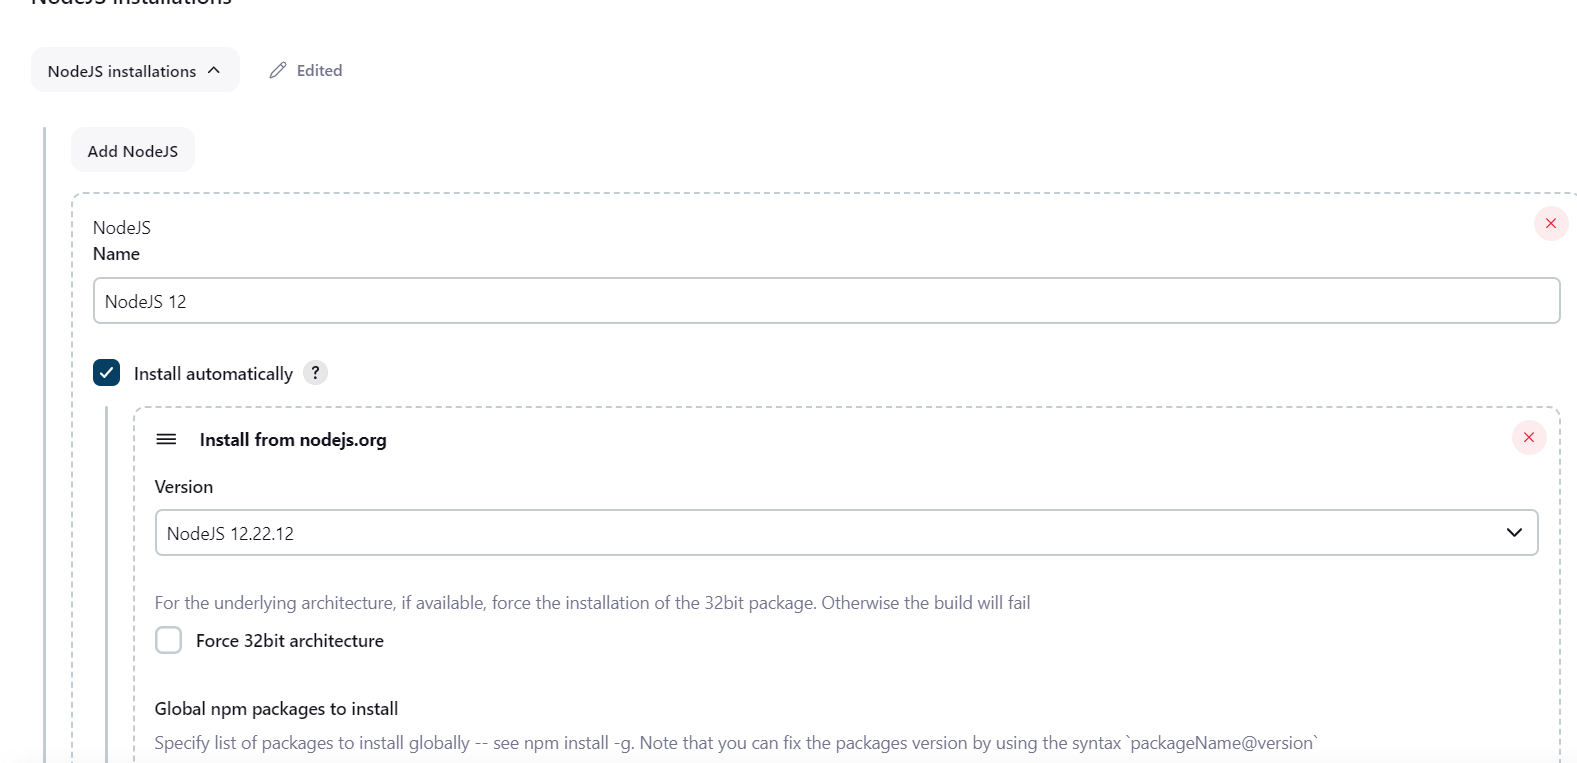 NodeJS installations
NodeJS installations
Edited
Add NodeJS
NodeJS
Name
NodeJS 12
Install automatically ?
Install from nodejs.org
Version
NodeJS 12.22.12
For the underlying architecture, if available, force the installation of the 32bit package. Otherwise the build will fail
Force 32bit architecture
Global npm packages to install
Specify list of packages to install globally -- see npm install -g. Note that you can fix the packages version by using the syntax `packageName@version`